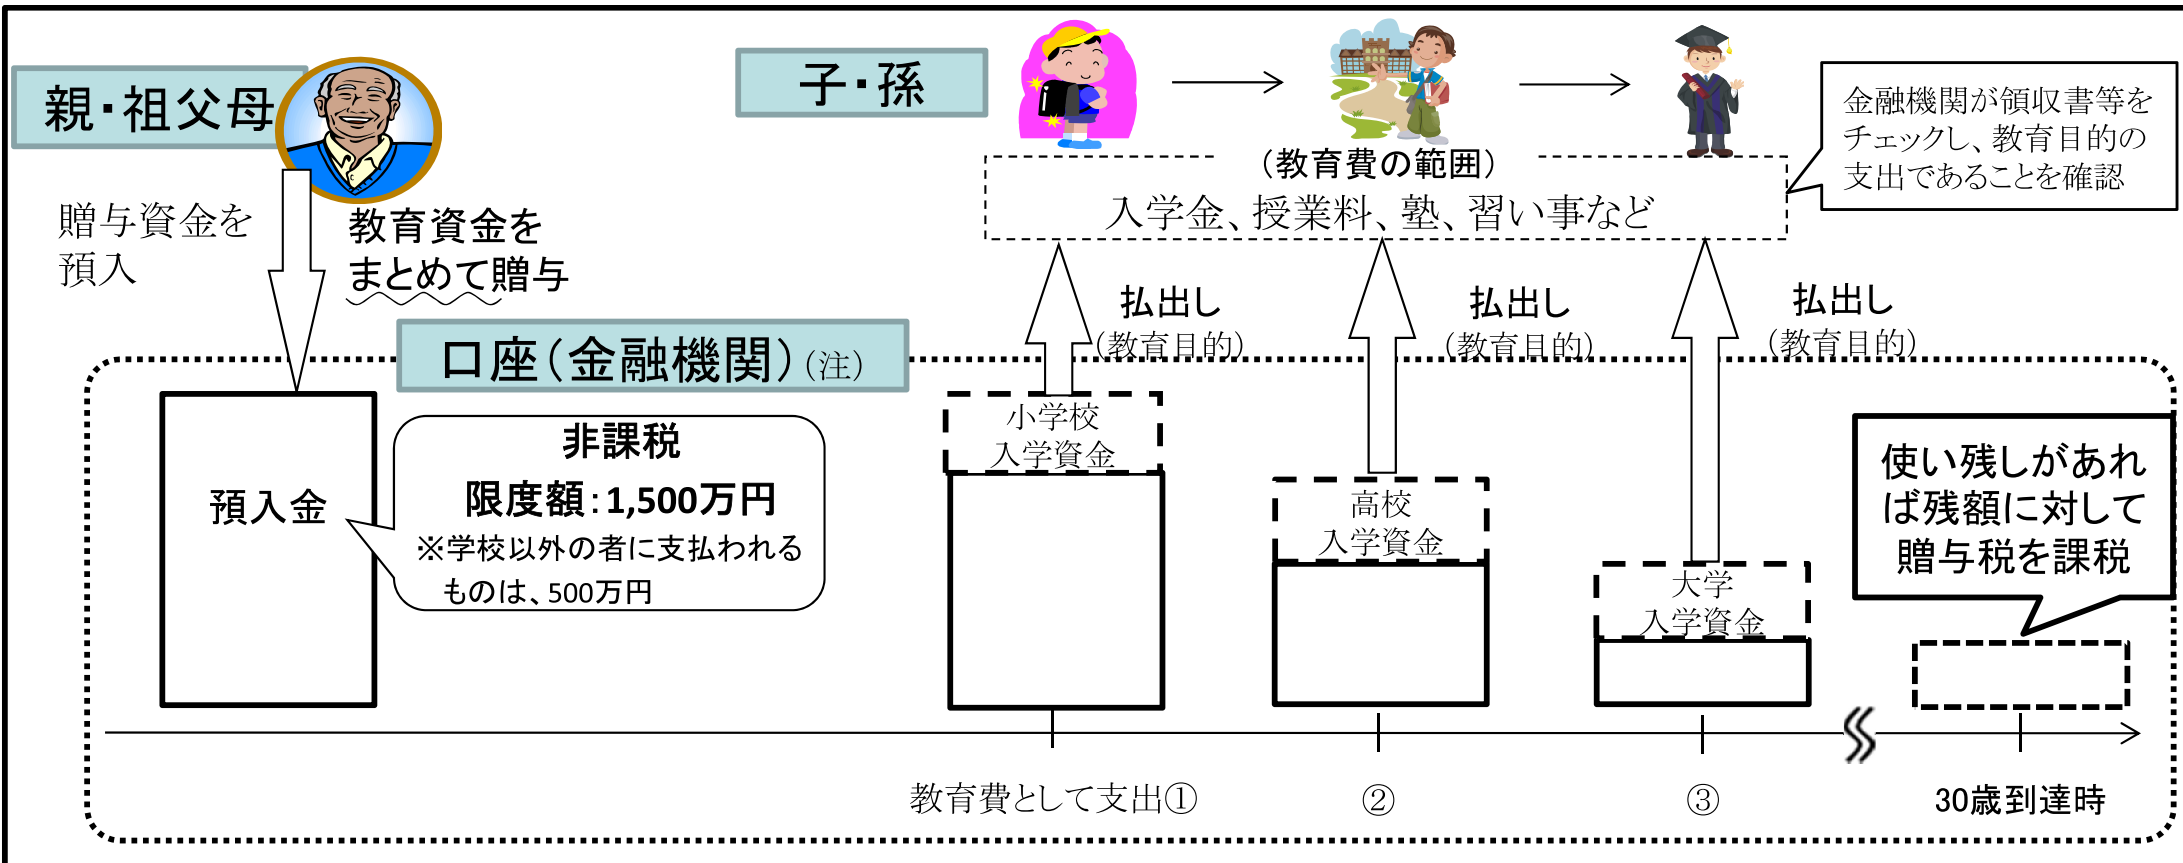 親・祖父母
子・孫
金融機関が領収書等を
チェックし、教育目的の
支出であることを確認
(教育費の範囲)
入学金、授業料、塾、習い事など
贈与資金を
預入
教育資金を
まとめて贈与
払出し
(教育目的)
払出し
(教育目的)
払出し
(教育目的)
口座(金融機関)(注)
預入金
非課税
限度額:1,500万円
※学校以外の者に支払われる
ものは、500万円
小学校
入学資金
高校
入学資金
大学
入学資金
使い残しがあれ
ば残額に対して
贈与税を課税
教育費として支出①
②
③
30歳到達時